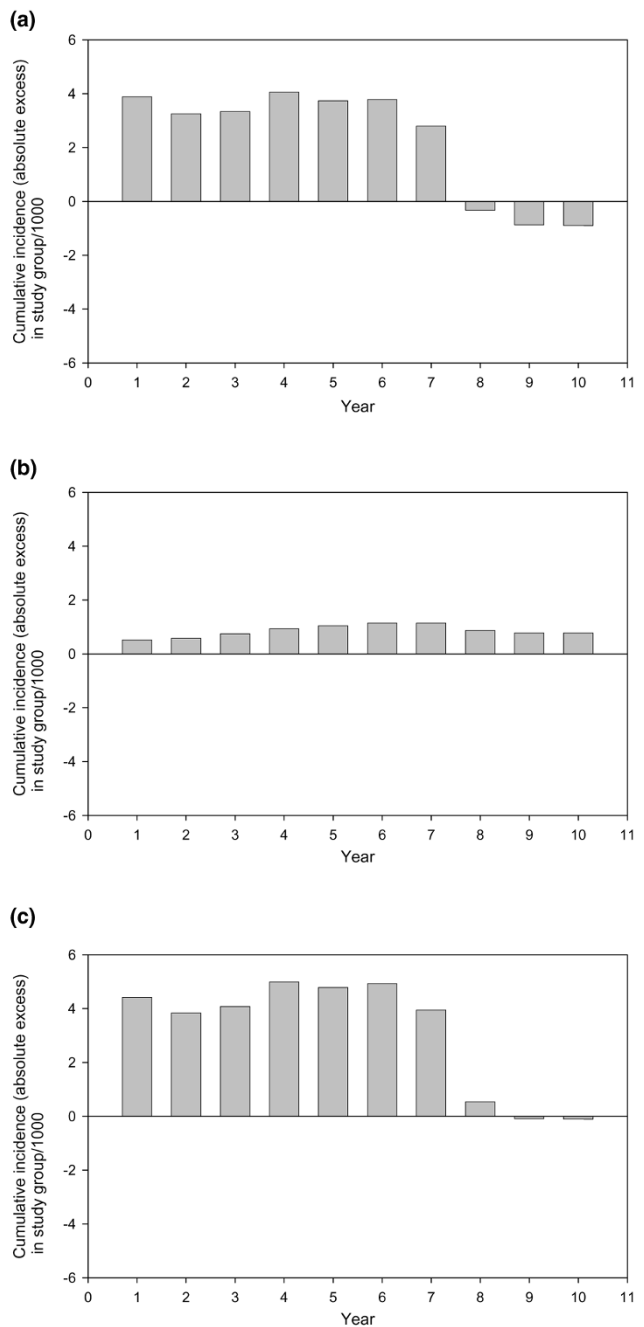 (a)
Cumulative incidence (absolute excess)
in study group/1000
6
4
2
0
-2
-4
-6
0 1 2 3 4 5 6 7 8 9 10 11
Year
(b)
Cumulative incidence (absolute excess)
in study group/1000
6
4
2
0
-2
-4
-6
0 1 2 3 4 5 6 7 8 9 10 11
Year
(c)
Cumulative incidence (absolute excess)
in study group/1000
6
4
2
0
-2
-4
-6
0 1 2 3 4 5 6 7 8 9 10 11
Year